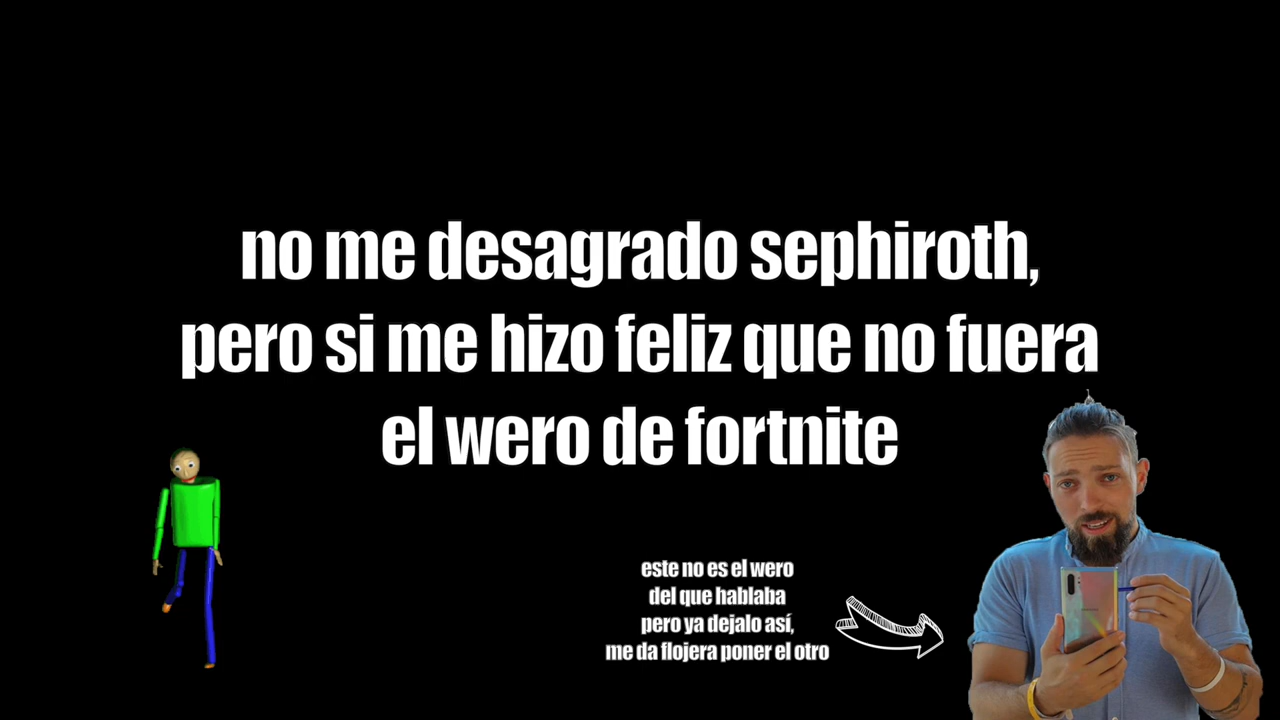 no me desagrado sephiroth,
pero si me hizo feliz que no fuera
el wero de fortnite
este no es el wero
del que hablaba
pero ya dejalo así,
me da flojera poner el otro